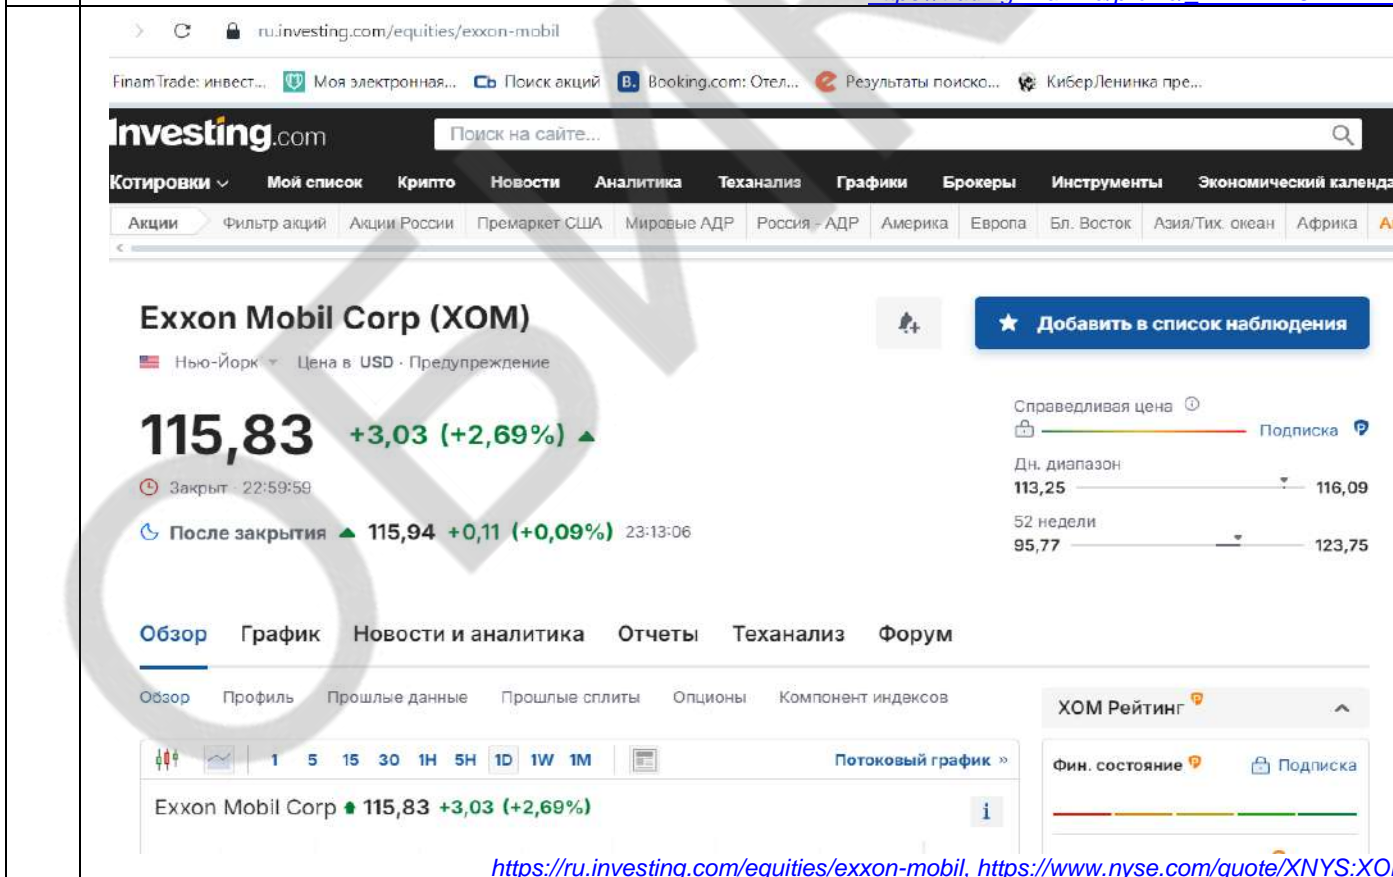 ru.investing.com/equities/exxon-mobil
FinamTrade: инвест... Моя электронная... Сb Поиск акций B. Booking.com: Отел... Результаты поиско... КиберЛенинка пре...
Investing.com Поиск на сайте...
Котировки Мой список Крипто Новости Аналитика Теханализ Графики Брокеры Инструменты Экономический календа
Акции Фильтр акций Акции России Премаркет США Мировые АДР Россия - АДР Америка Европа Бл. Восток Азия/Тих. океан Африка
Exxon Mobil Corp (XOM) Добавить в список наблюдения
Нью-Йорк Цена в USD · Предупреждение
Справедливая цена
115,83 +3,03 (+2,69%) Подписка
Дн. диапазон
Закрыт · 22:59:59 113,25 116,09
52 недели
После закрытия 115,94 +0,11 (+0,09%) 23:13:06
95,77 123,75
Обзор График Новости и аналитика Отчеты Теханализ Форум
Обзор Профиль Прошлые данные Прошлые сплиты Опционы Компонент индексов
XOM Рейтинг
1 5 15 30 1H 5H 1D 1W 1M Потоковый график »
Фин. состояние Подписка
Exxon Mobil Corp 115,83 +3,03 (+2,69%) i
https://ru.investing.com/equities/exxon-mobil, https://www.nyse.com/quote/XNYS:XO